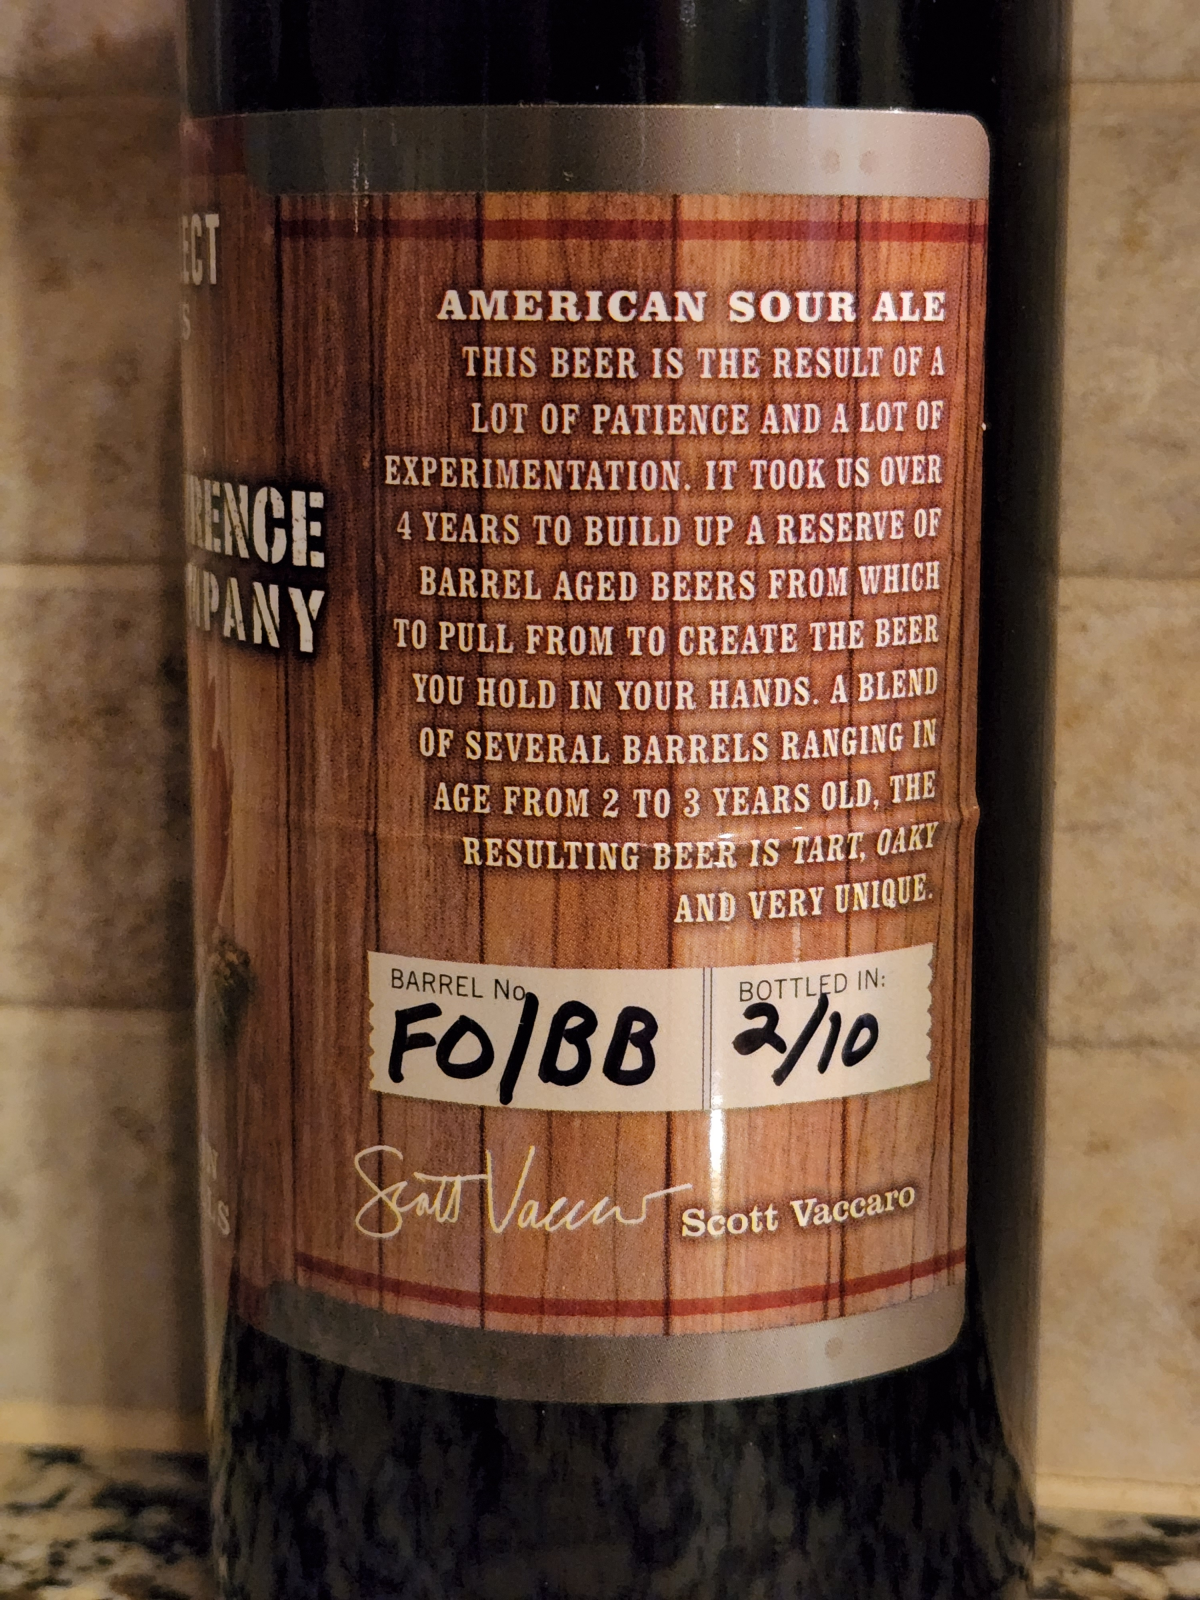 AMERICAN SOUR ALE
THIS BEER IS THE RESULT OF A
LOT OF PATIENCE AND A LOT OF
EXPERIMENTATION. IT TOOK US OVER
4 YEARS TO BUILD UP A RESERVE OF
BARREL AGED BEERS FROM WHICH
TO PULL FROM TO CREATE THE BEER
YOU HOLD IN YOUR HANDS. A BLEND
OF SEVERAL BARRELS RANGING IN
AGE FROM 2 TO 3 YEARS OLD, THE
RESULTING BEER IS TART, OAKY
AND VERY UNIQUE.
BARREL No. BOTTLED IN:
FO/BB 2/10
Scott Vaccaro Scott Vaccaro